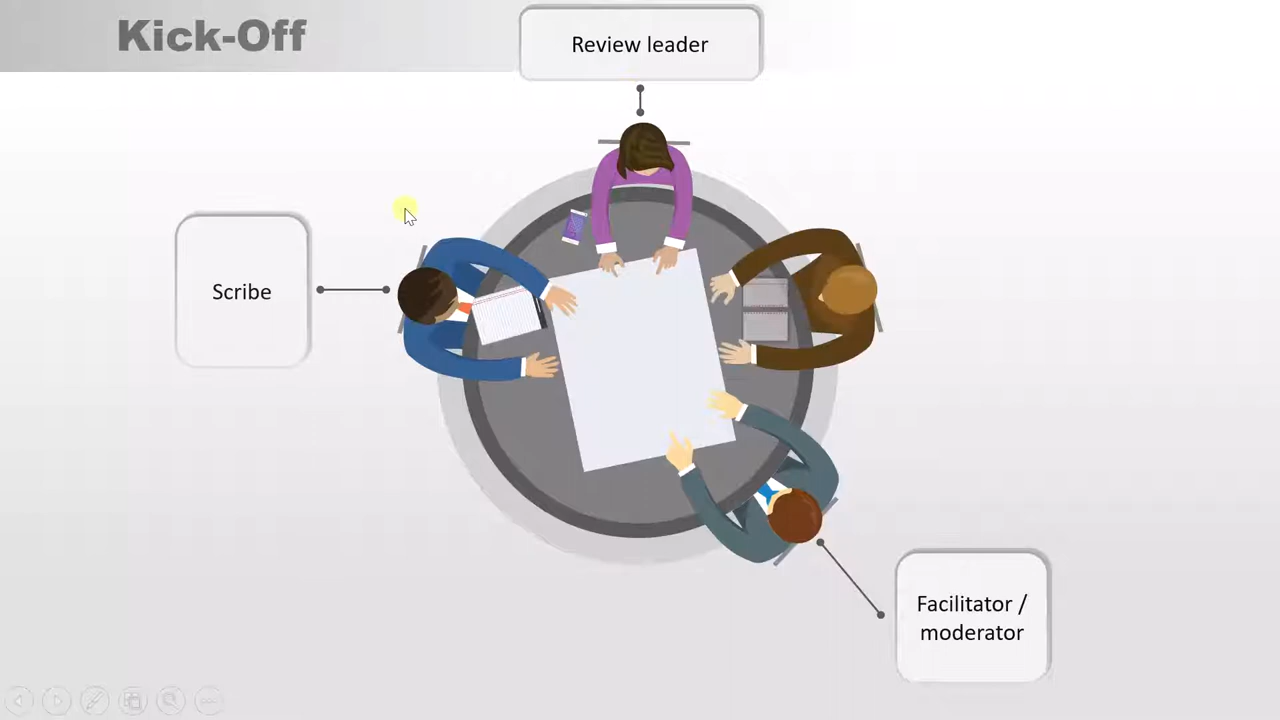 Kick-Off
Review leader
Scribe
Facilitator /
moderator